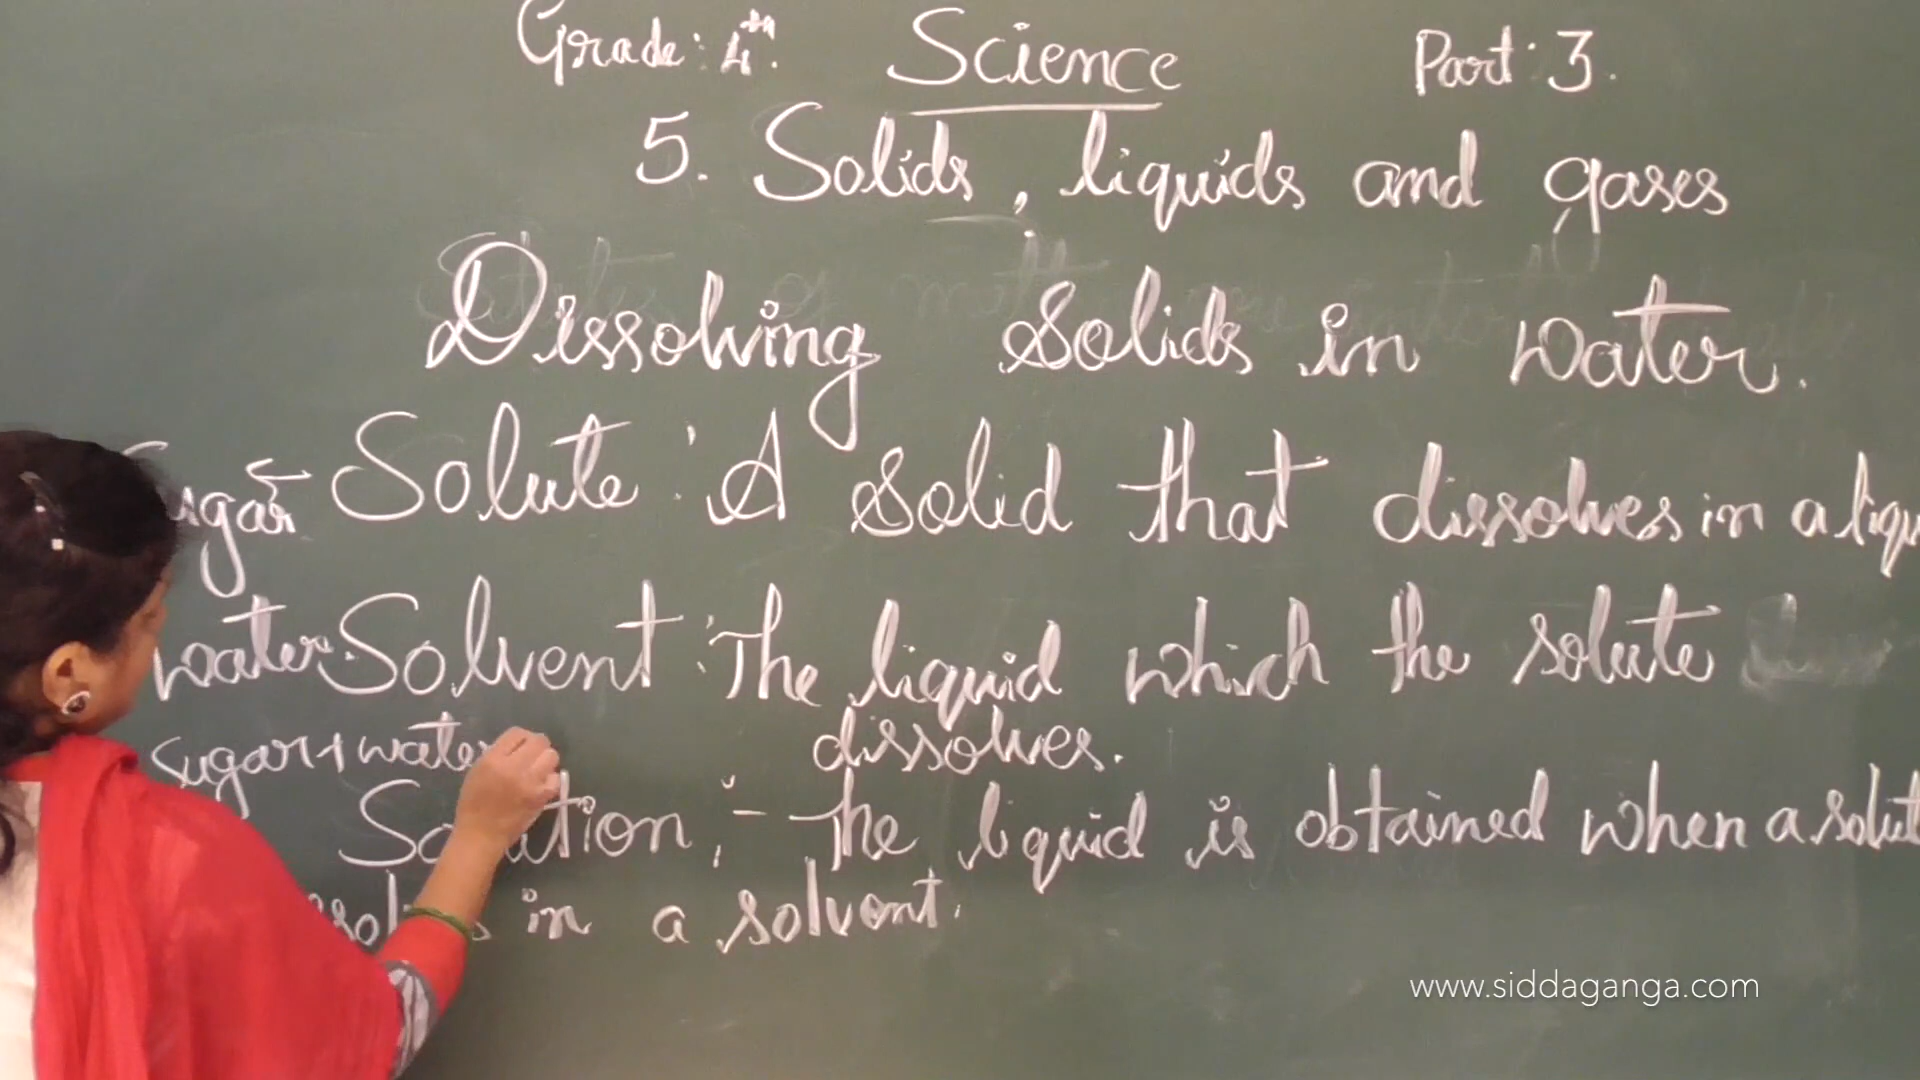 Grade: 4th. Science Part: 3.
5. Solids, liquids and gases
Dissolving Solids in water.
Solute : A solid that dissolves in a
water. Solvent : The liquid which the solute
sugar + water
dissolves.
Solution :- The liquid is obtained when a
in a solvent.
www.siddaganga.com